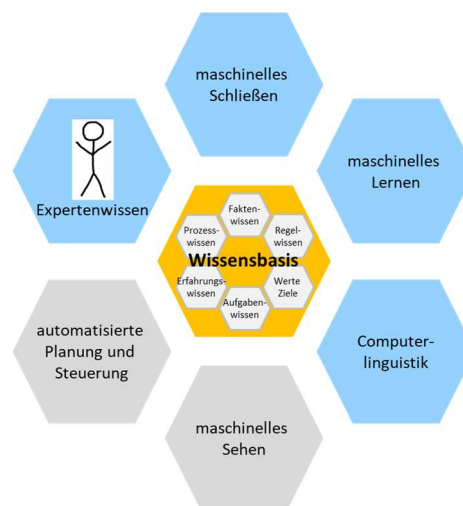 maschinelles
Schließen
Expertenwissen
maschinelles
Lernen
Fakten-
wissen
Prozess-
wissen
Regel-
wissen
Wissensbasis
Erfahrungs-
wissen
Werte
Ziele
Aufgaben-
wissen
automatisierte
Planung und
Steuerung
Computer-
linguistik
maschinelles
Sehen